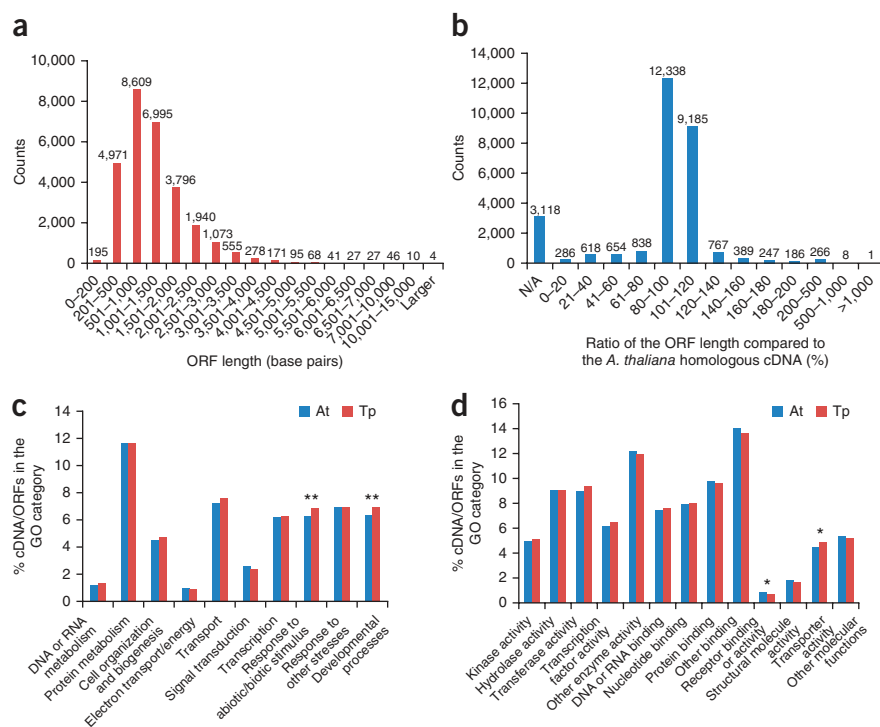 a
10,000
8,000
6,000
4,000
2,000
0
Counts
195
4,971
8,609
6,995
3,796
1,940
1,073
555
278
171
95
68
41
27
27
46
10
4
0–200
201–500
501–1,000
1,001–1,500
1,501–2,000
2,001–2,500
2,501–3,000
3,001–3,500
3,501–4,000
4,001–4,500
4,501–5,000
5,001–5,500
5,501–6,000
6,001–6,500
6,501–7,000
7,001–10,000
10,001–15,000
Larger
ORF length (base pairs)
b
14,000
12,000
10,000
8,000
6,000
4,000
2,000
0
Counts
3,118
286
618
654
838
12,338
9,185
767
389
247
186
266
8
1
N/A
0–20
21–40
41–60
61–80
80–100
101–120
120–140
140–160
160–180
180–200
200–500
500–1,000
>1,000
Ratio of the ORF length compared to
the A. thaliana homologous cDNA (%)
c
14
12
10
8
6
4
2
0
% cDNA/ORFs in the
GO category
At
Tp
**
**
DNA or RNA
metabolism
Protein metabolism
Cell organization
and biogenesis
Electron transport/energy
Transport
Signal transduction
Transcription
Response to
abiotic/biotic stimulus
Response to
other stresses
Developmental
processes
d
16
14
12
10
8
6
4
2
0
% cDNA/ORFs in the
GO category
At
Tp
*
*
Kinase activity
Hydrolase activity
Transferase activity
Transcription
factor activity
Other enzyme activity
DNA or RNA binding
Nucleotide binding
Protein binding
Other binding
Receptor binding
or activity
Structural molecule
activity
Transporter
activity
Other molecular
functions